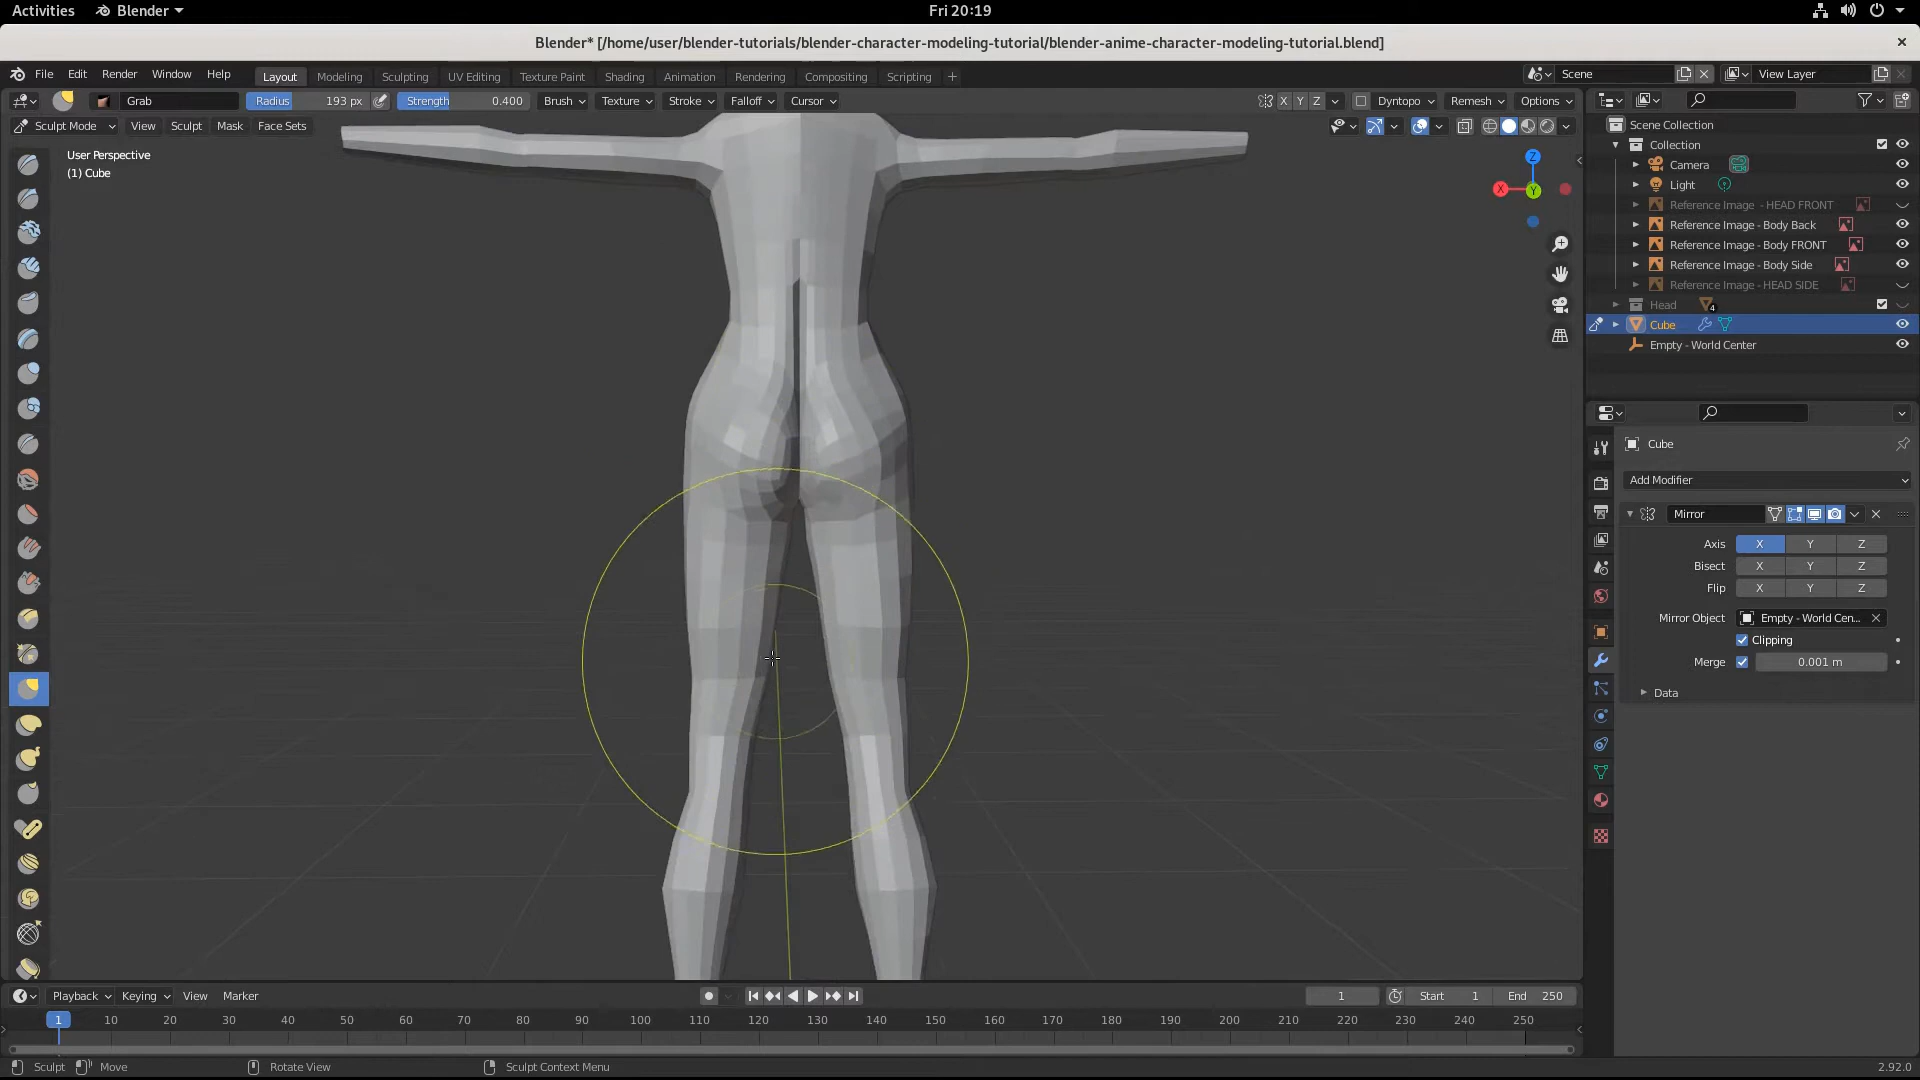 Activities Blender Fri 20:19
Blender* [/home/user/blender-tutorials/blender-character-modeling-tutorial/blender-anime-character-modeling-tutorial.blend]
File Edit Render Window Help Layout Modeling Sculpting UV Editing Texture Paint Shading Animation Rendering Compositing Scripting + Scene View Layer
Grab Radius 193 px Strength 0.400 Brush Texture Stroke Falloff Cursor X Y Z Dyntopo Remesh Options
Sculpt Mode View Sculpt Mask Face Sets
User Perspective
(1) Cube
Z
X
Y
Scene Collection
Collection
Camera
Light
Reference Image - HEAD FRONT
Reference Image - Body Back
Reference Image - Body FRONT
Reference Image - Body Side
Reference Image - HEAD SIDE
Head 4
Cube
Empty - World Center
Cube
Add Modifier
Mirror
Axis X Y Z
Bisect X Y Z
Flip X Y Z
Mirror Object Empty - World Cen...
Clipping
Merge 0.001 m
Data
Playback Keying View Marker 1 Start 1 End 250
1 10 20 30 40 50 60 70 80 90 100 110 120 130 140 150 160 170 180 190 200 210 220 230 240 250
Sculpt Move Rotate View Sculpt Context Menu 2.92.0